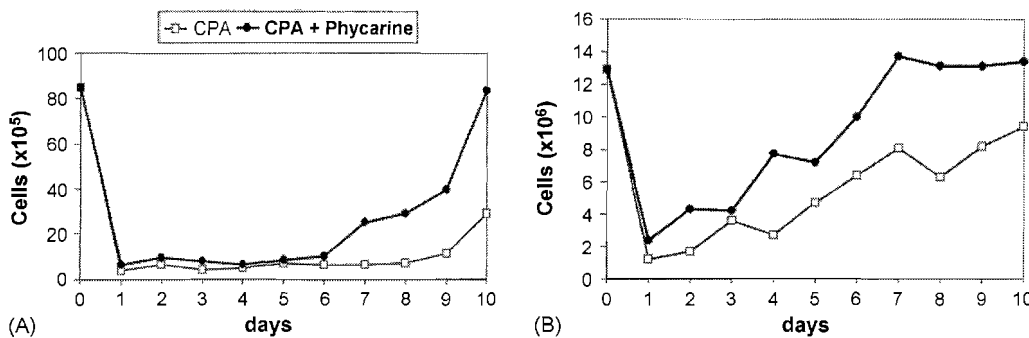 CPA CPA + Phycarine
100
80
60
40
20
0
Cells (x10⁵)
0 1 2 3 4 5 6 7 8 9 10
days
(A)
16
14
12
10
8
6
4
2
0
Cells (x10⁶)
0 1 2 3 4 5 6 7 8 9 10
days
(B)